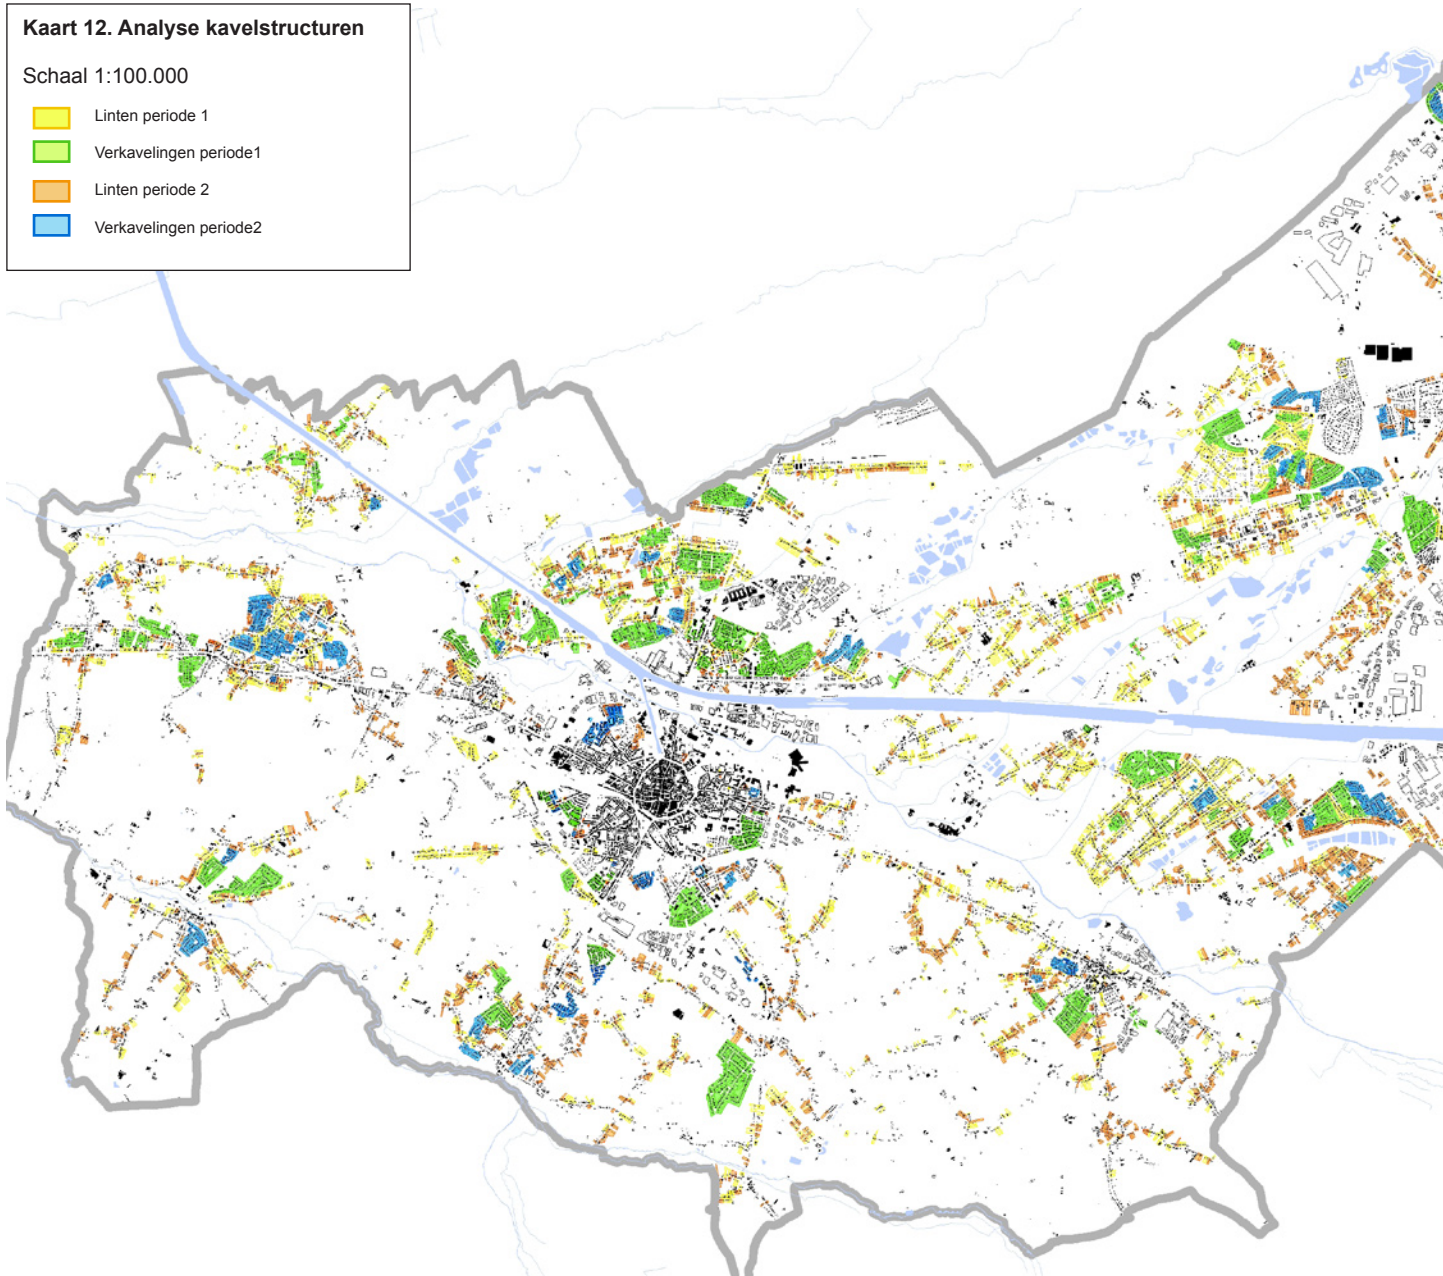 Kaart 12. Analyse kavelstructuren
Schaal 1:100.000
Linten periode 1
Verkavelingen periode1
Linten periode 2
Verkavelingen periode2